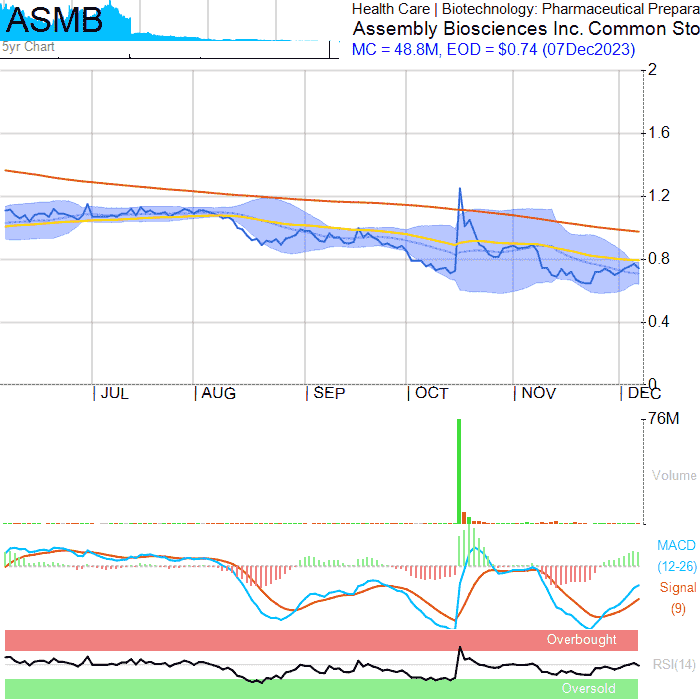 ASMB
5yr Chart
Health Care | Biotechnology: Pharmaceutical Prepara
Assembly Biosciences Inc. Common Sto
MC = 48.8M, EOD = $0.74 (07Dec2023)
2
1.6
1.2
0.8
0.4
0
JUL AUG SEP OCT NOV DEC
76M
Volume
MACD
(12-26)
Signal
(9)
Overbought
RSI(14)
Oversold